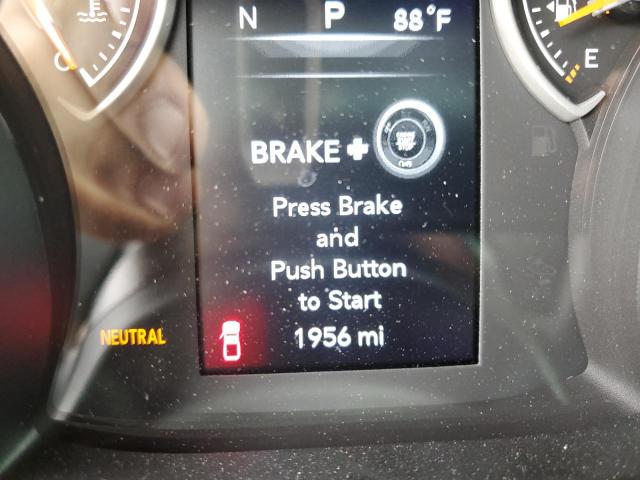 N P 88°F
C
E
BRAKE +
Press Brake
and
Push Button
to Start
NEUTRAL
1956 mi